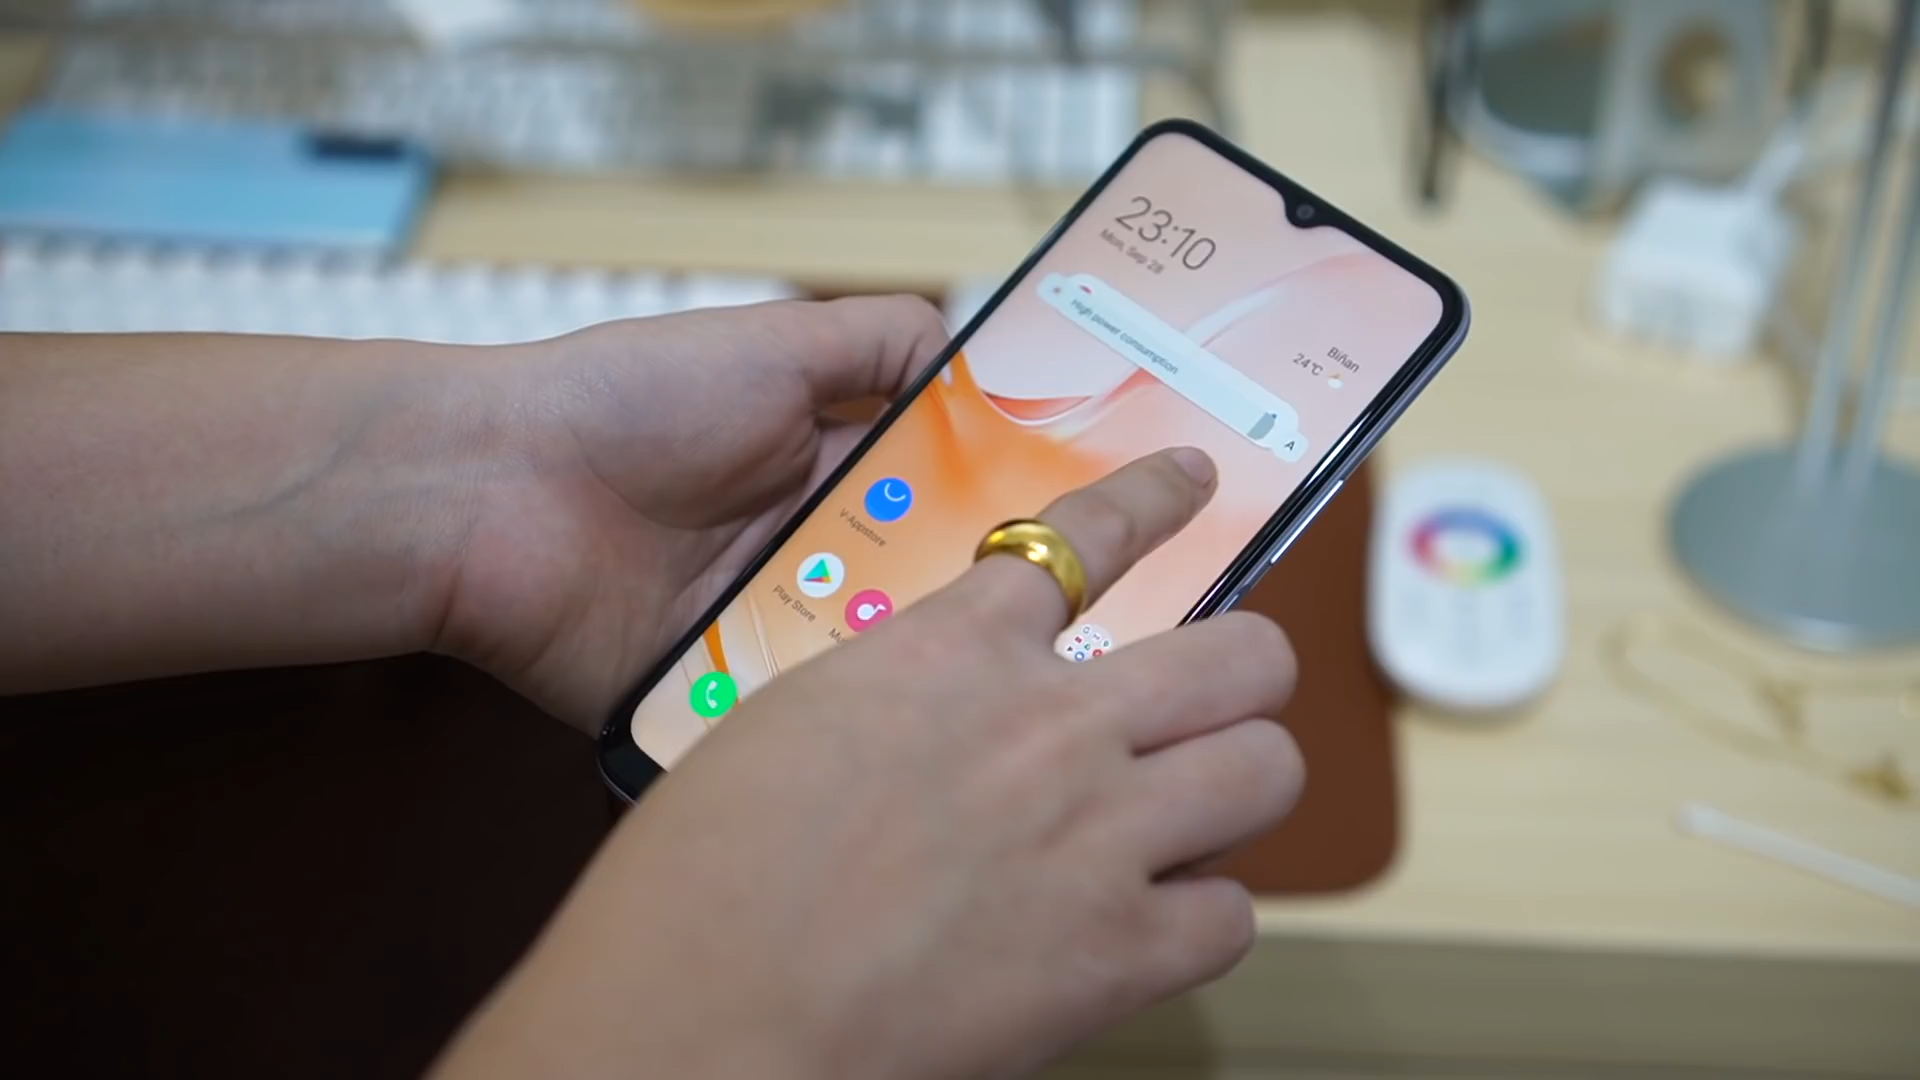 23:10
Mon, Sep 28
High power consumption
A
Biñan
24°C
V-Appstore
Play Store